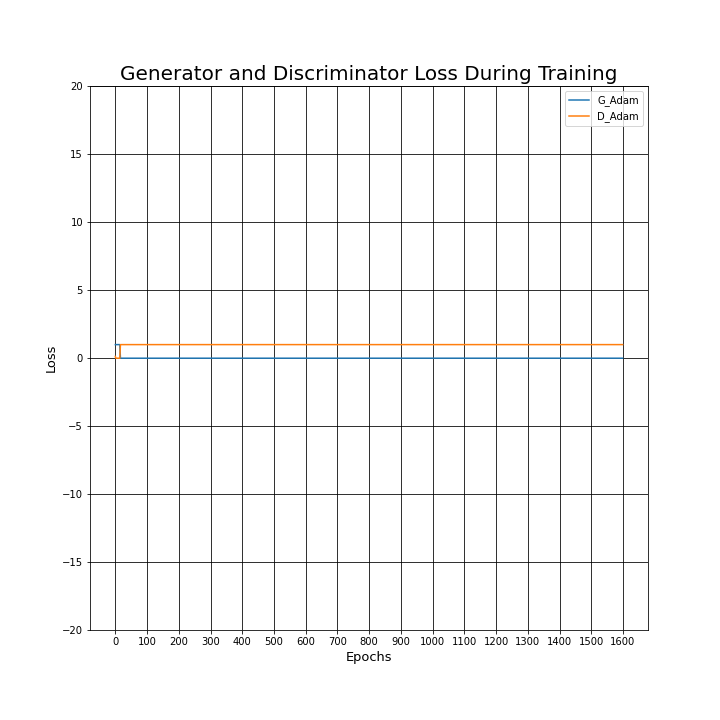 Generator and Discriminator Loss During Training
G_Adam
D_Adam
20
15
10
5
0
−5
−10
−15
−20
Loss
0 100 200 300 400 500 600 700 800 900 1000 1100 1200 1300 1400 1500 1600
Epochs